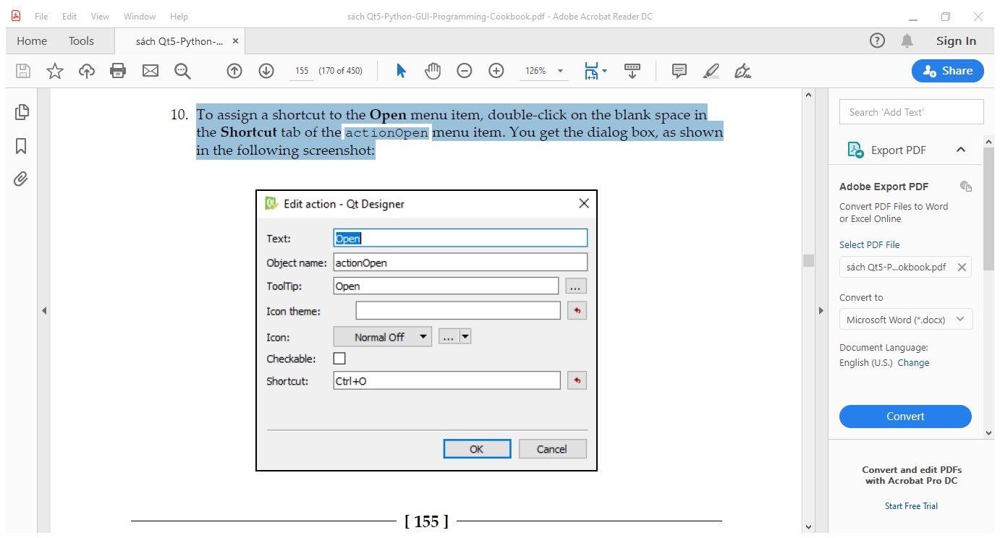 File Edit View Window Help
sách Qt5-Python-GUI-Programming-Cookbook.pdf - Adobe Acrobat Reader DC
Home Tools sách Qt5-Python-... × Sign In
155 (170 of 450) 126% Share
10. To assign a shortcut to the Open menu item, double-click on the blank space in
the Shortcut tab of the actionOpen menu item. You get the dialog box, as shown
in the following screenshot:
Edit action - Qt Designer
Text: Open
Object name: actionOpen
ToolTip: Open ...
Icon theme:
Icon: Normal Off ...
Checkable:
Shortcut: Ctrl+O
OK Cancel
[ 155 ]
Search 'Add Text'
Export PDF
Adobe Export PDF
Convert PDF Files to Word
or Excel Online
Select PDF File
sách Qt5-P...okbook.pdf
Convert to
Microsoft Word (*.docx)
Document Language:
English (U.S.) Change
Convert
Convert and edit PDFs
with Acrobat Pro DC
Start Free Trial